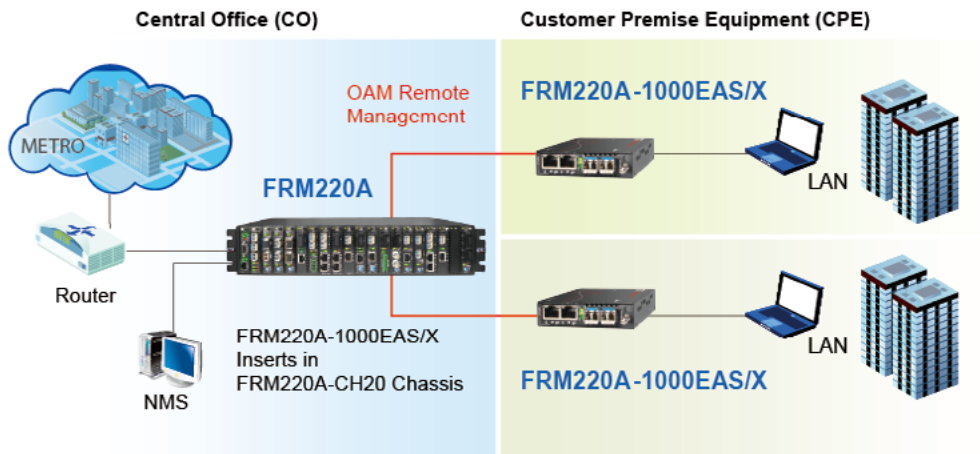 Central Office (CO)
Customer Premise Equipment (CPE)
METRO
OAM Remote
Management
FRM220A
Router
NMS
FRM220A-1000EAS/X
Inserts in
FRM220A-CH20 Chassis
FRM220A-1000EAS/X
LAN
LAN
FRM220A-1000EAS/X